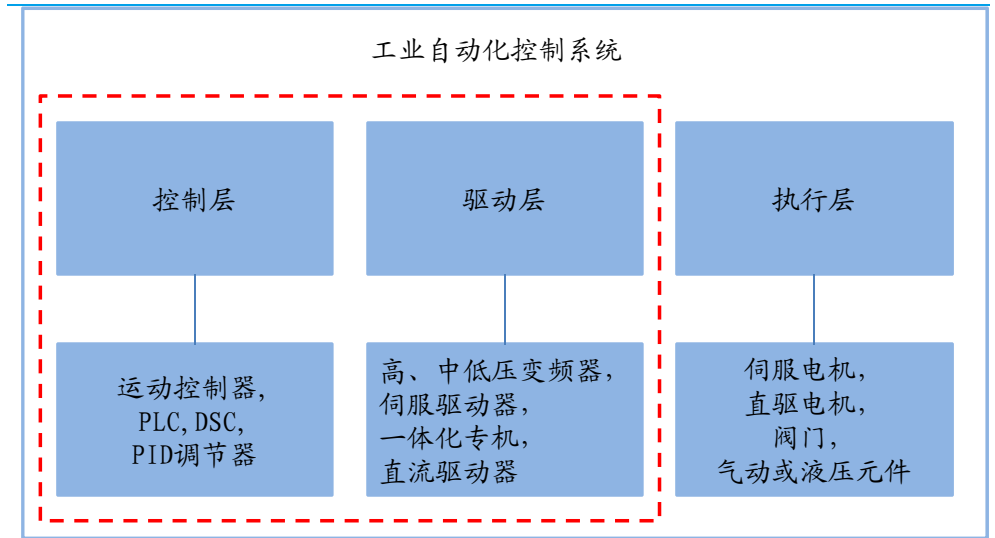 工业自动化控制系统
控制层
驱动层
执行层
运动控制器,
PLC,DSC,
PID调节器
高、中低压变频器,
伺服驱动器,
一体化专机,
直流驱动器
伺服电机,
直驱电机,
阀门,
气动或液压元件